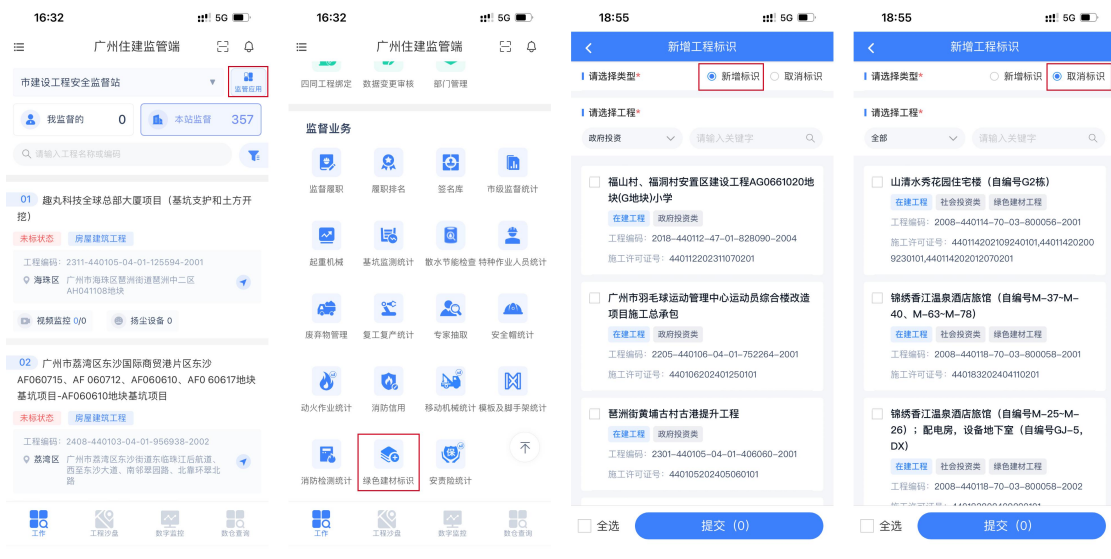 16:32
5G
广州住建监管端
市建设工程安全监督站
监管应用
我监督的 0
本站监督 357
请输入工程名称或编码
01 趣丸科技全球总部大厦项目（基坑支护和土方开
挖）
未标状态 房屋建筑工程
工程编码：2311-440105-04-01-125594-2001
海珠区 广州市海珠区琶洲街道琶洲中二区
AH041108地块
视频监控 0/0 扬尘设备 0
02 广州市荔湾区东沙国际商贸港片区东沙
AF060715、AF 060712、AF060610、AF0 60617地块
基坑项目-AF060610地块基坑项目
未标状态 房屋建筑工程
工程编码：2408-440103-04-01-956938-2002
荔湾区 广州市荔湾区东沙街道东临珠江后航道、
西至东沙大道、南邻翠园路、北靠环翠北
路
工作 工程沙盘 数字监控 数仓查询
16:32
5G
广州住建监管端
四同工程绑定 数据变更审核 部门管理
监督业务
监督履职 履职排名 签名库 市级监督统计
起重机械 基坑监测统计 散水节能检查 特种作业人员统计
废弃物管理 复工复产统计 专家抽取 安全帽统计
动火作业统计 消防信用 移动机械统计 模板及脚手架统计
消防检测统计 绿色建材标识 安责险统计
工作 工程沙盘 数字监控 数仓查询
18:55
5G
新增工程标识
请选择类型* 新增标识 取消标识
请选择工程*
政府投资 请输入关键字
福山村、福洞村安置区建设工程AG0661020地
块(G地块)小学
在建工程 政府投资类
工程编码：2018-440112-47-01-828090-2004
施工许可证号：440112202311070201
广州市羽毛球运动管理中心运动员综合楼改造
项目施工总承包
在建工程 政府投资类
工程编码：2205-440106-04-01-752264-2001
施工许可证号：440106202401250101
琶洲街黄埔古村古港提升工程
在建工程 政府投资类
工程编码：2301-440105-04-01-406060-2001
施工许可证号：440105202405060101
全选 提交（0）
18:55
5G
新增工程标识
请选择类型* 新增标识 取消标识
请选择工程*
全部 请输入关键字
山清水秀花园住宅楼（自编号G2栋）
在建工程 社会投资类 绿色建材工程
工程编码：2008-440114-70-03-800056-2001
施工许可证号：440114202109240101,44011420200
9230101,440114202012070201
锦绣香江温泉酒店旅馆（自编号M-37~M-
40、M-63~M-78）
在建工程 社会投资类 绿色建材工程
工程编码：2008-440118-70-03-800058-2001
施工许可证号：440183202404110201
锦绣香江温泉酒店旅馆（自编号M-25~M-
26）；配电房，设备地下室（自编号GJ-5,
DX）
在建工程 社会投资类 绿色建材工程
工程编码：2008-440118-70-03-800058-2002
全选 提交（0）